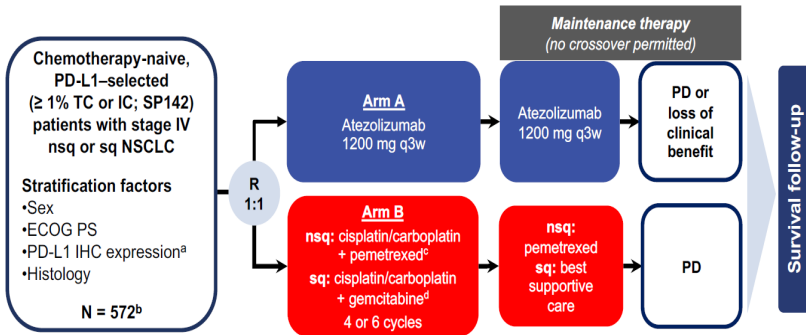 Chemotherapy-naive,
PD-L1–selected
(≥ 1% TC or IC; SP142)
patients with stage IV
nsq or sq NSCLC
Stratification factors
•Sex
•ECOG PS
•PD-L1 IHC expressionᵃ
•Histology
N = 572ᵇ
R
1:1
Maintenance therapy
(no crossover permitted)
Arm A
Atezolizumab
1200 mg q3w
Atezolizumab
1200 mg q3w
PD or
loss of
clinical
benefit
Arm B
nsq: cisplatin/carboplatin
+ pemetrexedᶜ
sq: cisplatin/carboplatin
+ gemcitabineᵈ
4 or 6 cycles
nsq:
pemetrexed
sq: best
supportive
care
PD
Survival follow-up